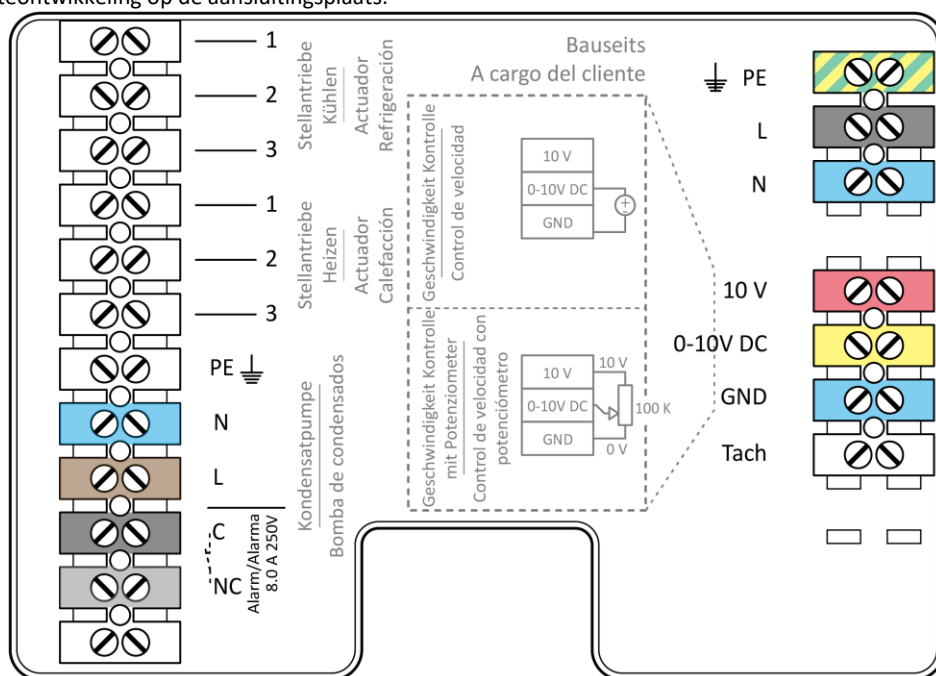 teontwikkeling op de aansluitingsplaats.
1
2
3
Stellantriebe
Kühlen
Actuador
Refrigeración
1
2
3
Stellantriebe
Heizen
Actuador
Calefacción
PE
N
L
Kondensatpumpe
Bomba de condensados
C
NC
Alarm/Alarma
8.0 A 250V
Bauseits
A cargo del cliente
Geschwindigkeit Kontrolle
Control de velocidad
10 V
0-10V DC
GND
Geschwindigkeit Kontrolle
mit Potenziometer
Control de velocidad con
potenciómetro
10 V
0-10V DC
GND
10 V
100 K
0 V
PE
L
N
10 V
0-10V DC
GND
Tach